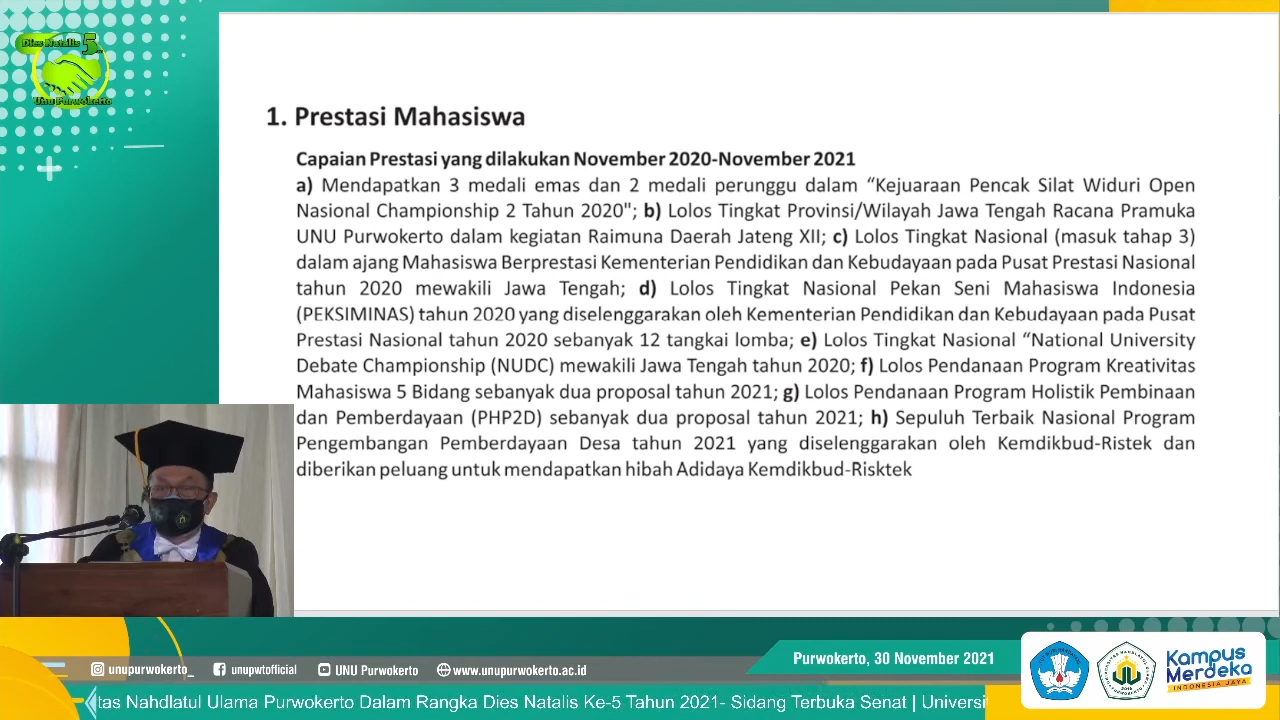 Dies Natalis 5
Unu Purwokerto
1. Prestasi Mahasiswa
Capaian Prestasi yang dilakukan November 2020-November 2021
a) Mendapatkan 3 medali emas dan 2 medali perunggu dalam “Kejuaraan Pencak Silat Widuri Open
Nasional Championship 2 Tahun 2020"; b) Lolos Tingkat Provinsi/Wilayah Jawa Tengah Racana Pramuka
UNU Purwokerto dalam kegiatan Raimuna Daerah Jateng XII; c) Lolos Tingkat Nasional (masuk tahap 3)
dalam ajang Mahasiswa Berprestasi Kementerian Pendidikan dan Kebudayaan pada Pusat Prestasi Nasional
tahun 2020 mewakili Jawa Tengah; d) Lolos Tingkat Nasional Pekan Seni Mahasiswa Indonesia
(PEKSIMINAS) tahun 2020 yang diselenggarakan oleh Kementerian Pendidikan dan Kebudayaan pada Pusat
Prestasi Nasional tahun 2020 sebanyak 12 tangkai lomba; e) Lolos Tingkat Nasional “National University
Debate Championship (NUDC) mewakili Jawa Tengah tahun 2020; f) Lolos Pendanaan Program Kreativitas
Mahasiswa 5 Bidang sebanyak dua proposal tahun 2021; g) Lolos Pendanaan Program Holistik Pembinaan
dan Pemberdayaan (PHP2D) sebanyak dua proposal tahun 2021; h) Sepuluh Terbaik Nasional Program
Pengembangan Pemberdayaan Desa tahun 2021 yang diselenggarakan oleh Kemdikbud-Ristek dan
diberikan peluang untuk mendapatkan hibah Adidaya Kemdikbud-Risktek
unupurwokerto_ unupwtofficial UNU Purwokerto www.unupurwokerto.ac.id
Purwokerto, 30 November 2021
Kampus
Merdeka
INDONESIA JAYA
tas Nahdlatul Ulama Purwokerto Dalam Rangka Dies Natalis Ke-5 Tahun 2021- Sidang Terbuka Senat | Universi